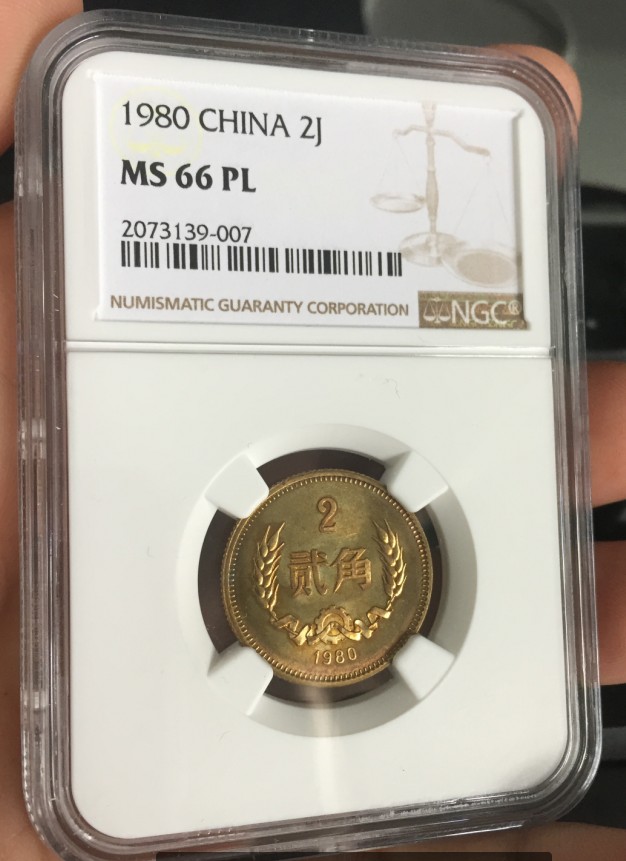 1980 CHINA 2J
MS 66 PL
2073139-007
NUMISMATIC GUARANTY CORPORATION
NGC®
2
贰角
1980